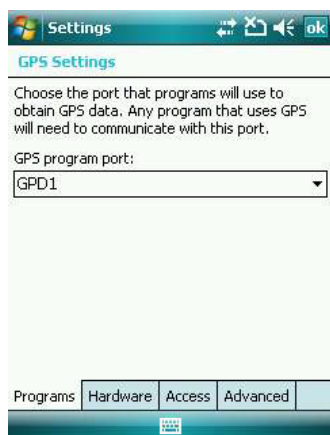 Settings
ok
GPS Settings
Choose the port that programs will use to
obtain GPS data. Any program that uses GPS
will need to communicate with this port.
GPS program port:
GPD1
Programs Hardware Access Advanced